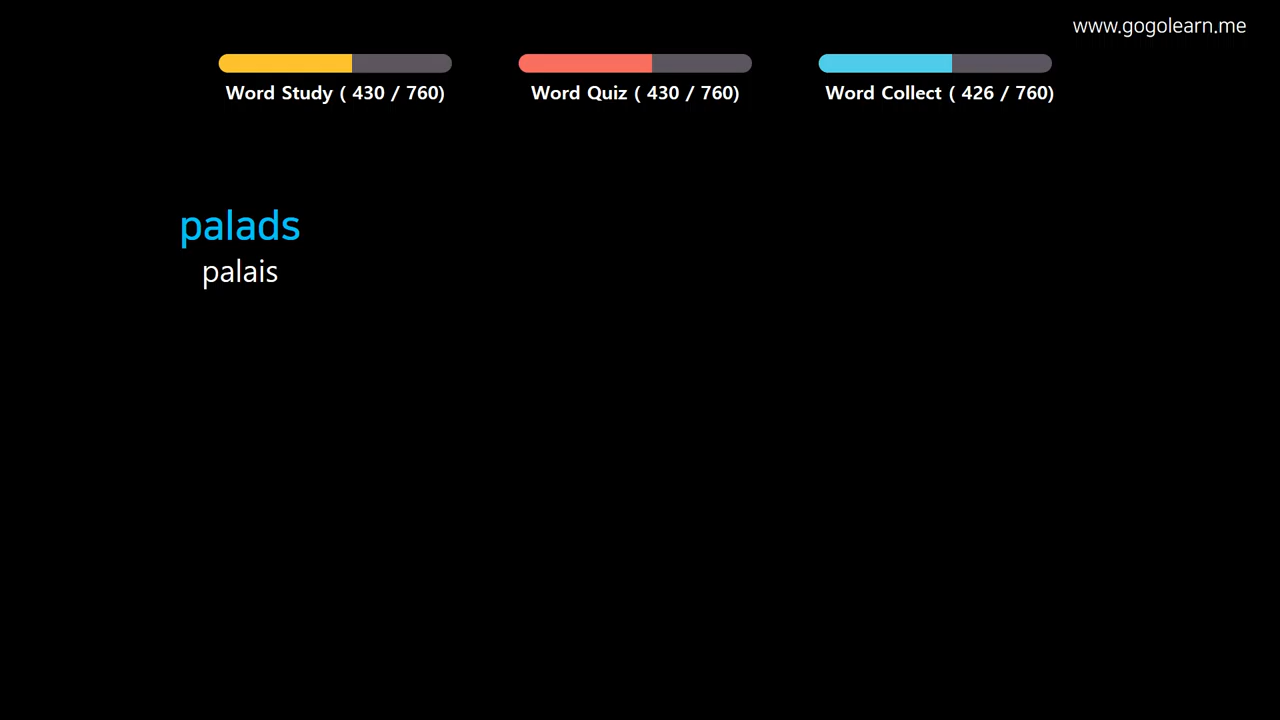 www.gogolearn.me
Word Study ( 430 / 760)
Word Quiz ( 430 / 760)
Word Collect ( 426 / 760)
palads
palais